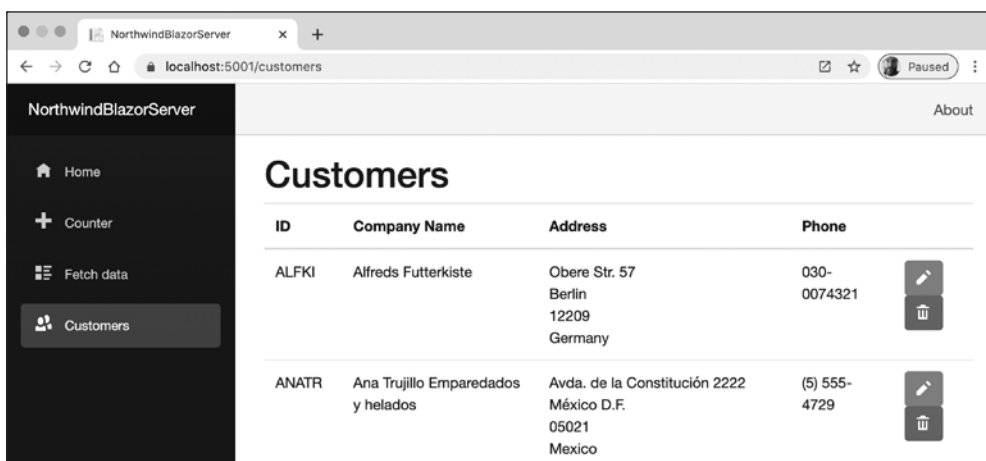 NorthwindBlazorServer
localhost:5001/customers
Paused
NorthwindBlazorServer
About
Home
Counter
Fetch data
Customers
Customers
ID Company Name Address Phone
ALFKI Alfreds Futterkiste Obere Str. 57 030-
Berlin 0074321
12209
Germany
ANATR Ana Trujillo Emparedados Avda. de la Constitución 2222 (5) 555-
y helados México D.F. 4729
05021
Mexico